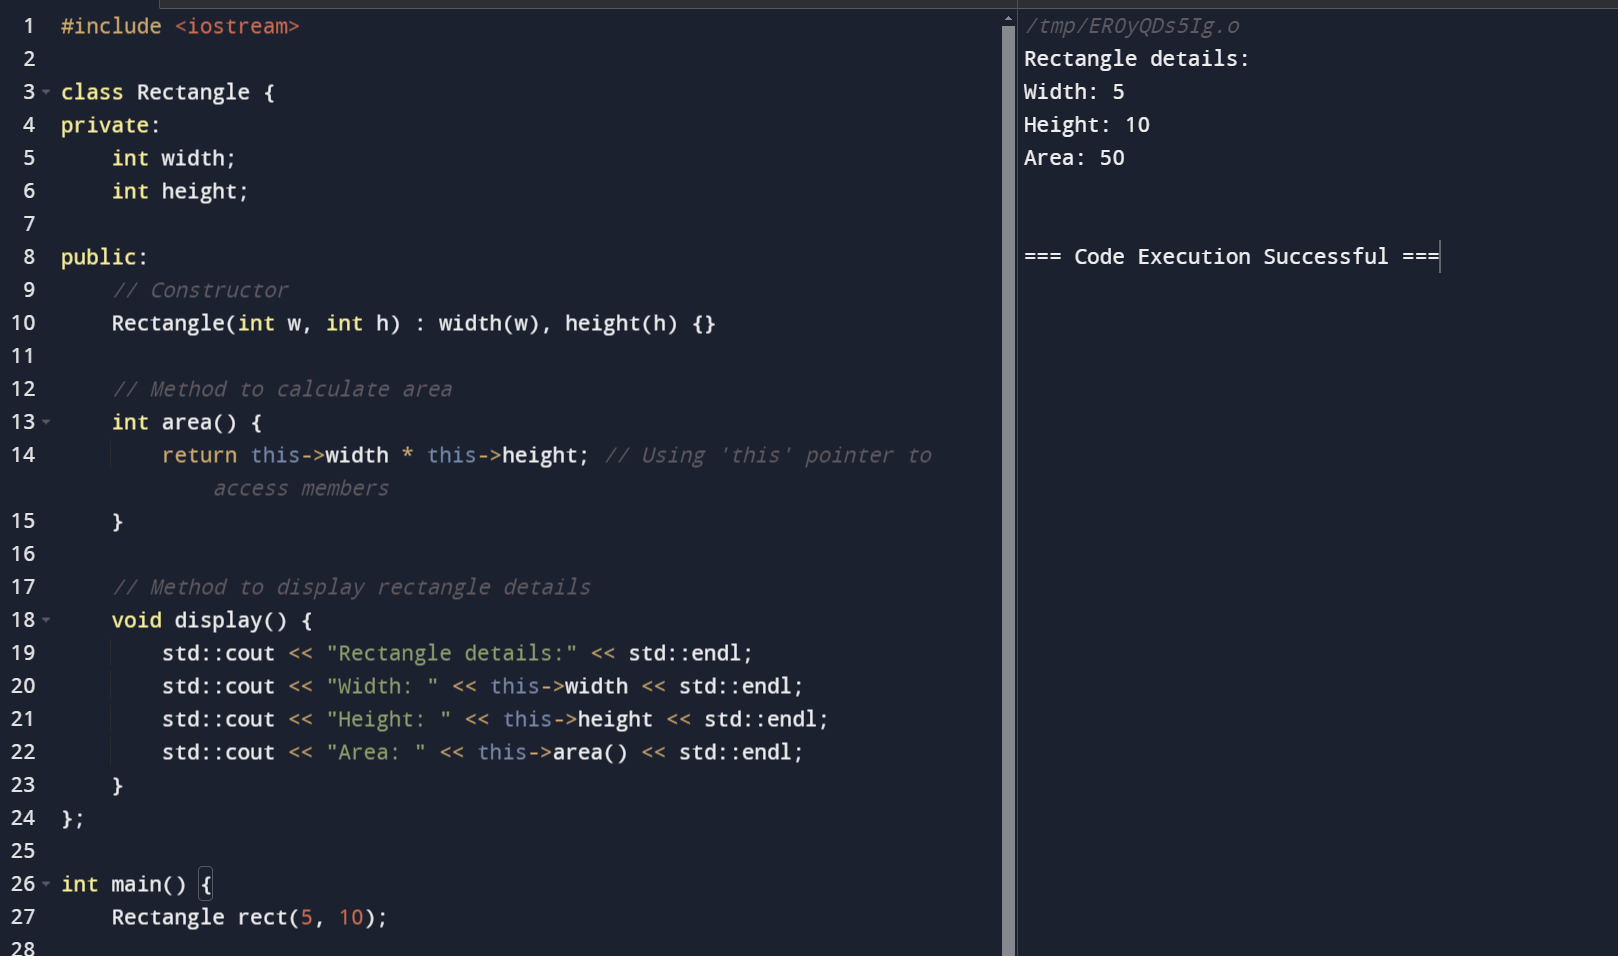 1 #include <iostream>
2
3 class Rectangle {
4 private:
5     int width;
6     int height;
7
8 public:
9     // Constructor
10     Rectangle(int w, int h) : width(w), height(h) {}
11
12     // Method to calculate area
13     int area() {
14         return this->width * this->height; // Using 'this' pointer to
            access members
15     }
16
17     // Method to display rectangle details
18     void display() {
19         std::cout << "Rectangle details:" << std::endl;
20         std::cout << "Width: " << this->width << std::endl;
21         std::cout << "Height: " << this->height << std::endl;
22         std::cout << "Area: " << this->area() << std::endl;
23     }
24 };
25
26 int main() {
27     Rectangle rect(5, 10);
28
/tmp/EROyQDs5Ig.o
Rectangle details:
Width: 5
Height: 10
Area: 50
=== Code Execution Successful ===